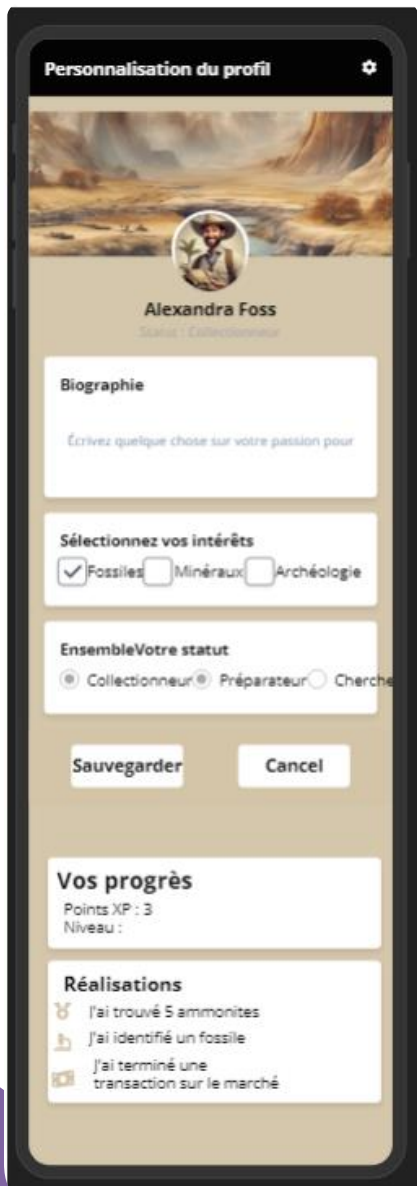 Personnalisation du profil
Alexandra Foss
Statut : Collectionneur
Biographie
Écrivez quelque chose sur votre passion pour
Sélectionnez vos intérêts
Fossiles Minéraux Archéologie
EnsembleVotre statut
Collectionneur Préparateur Cherche
Sauvegarder Cancel
Vos progrès
Points XP : 3
Niveau :
Réalisations
J'ai trouvé 5 ammonites
J'ai identifié un fossile
J'ai terminé une
transaction sur le marché